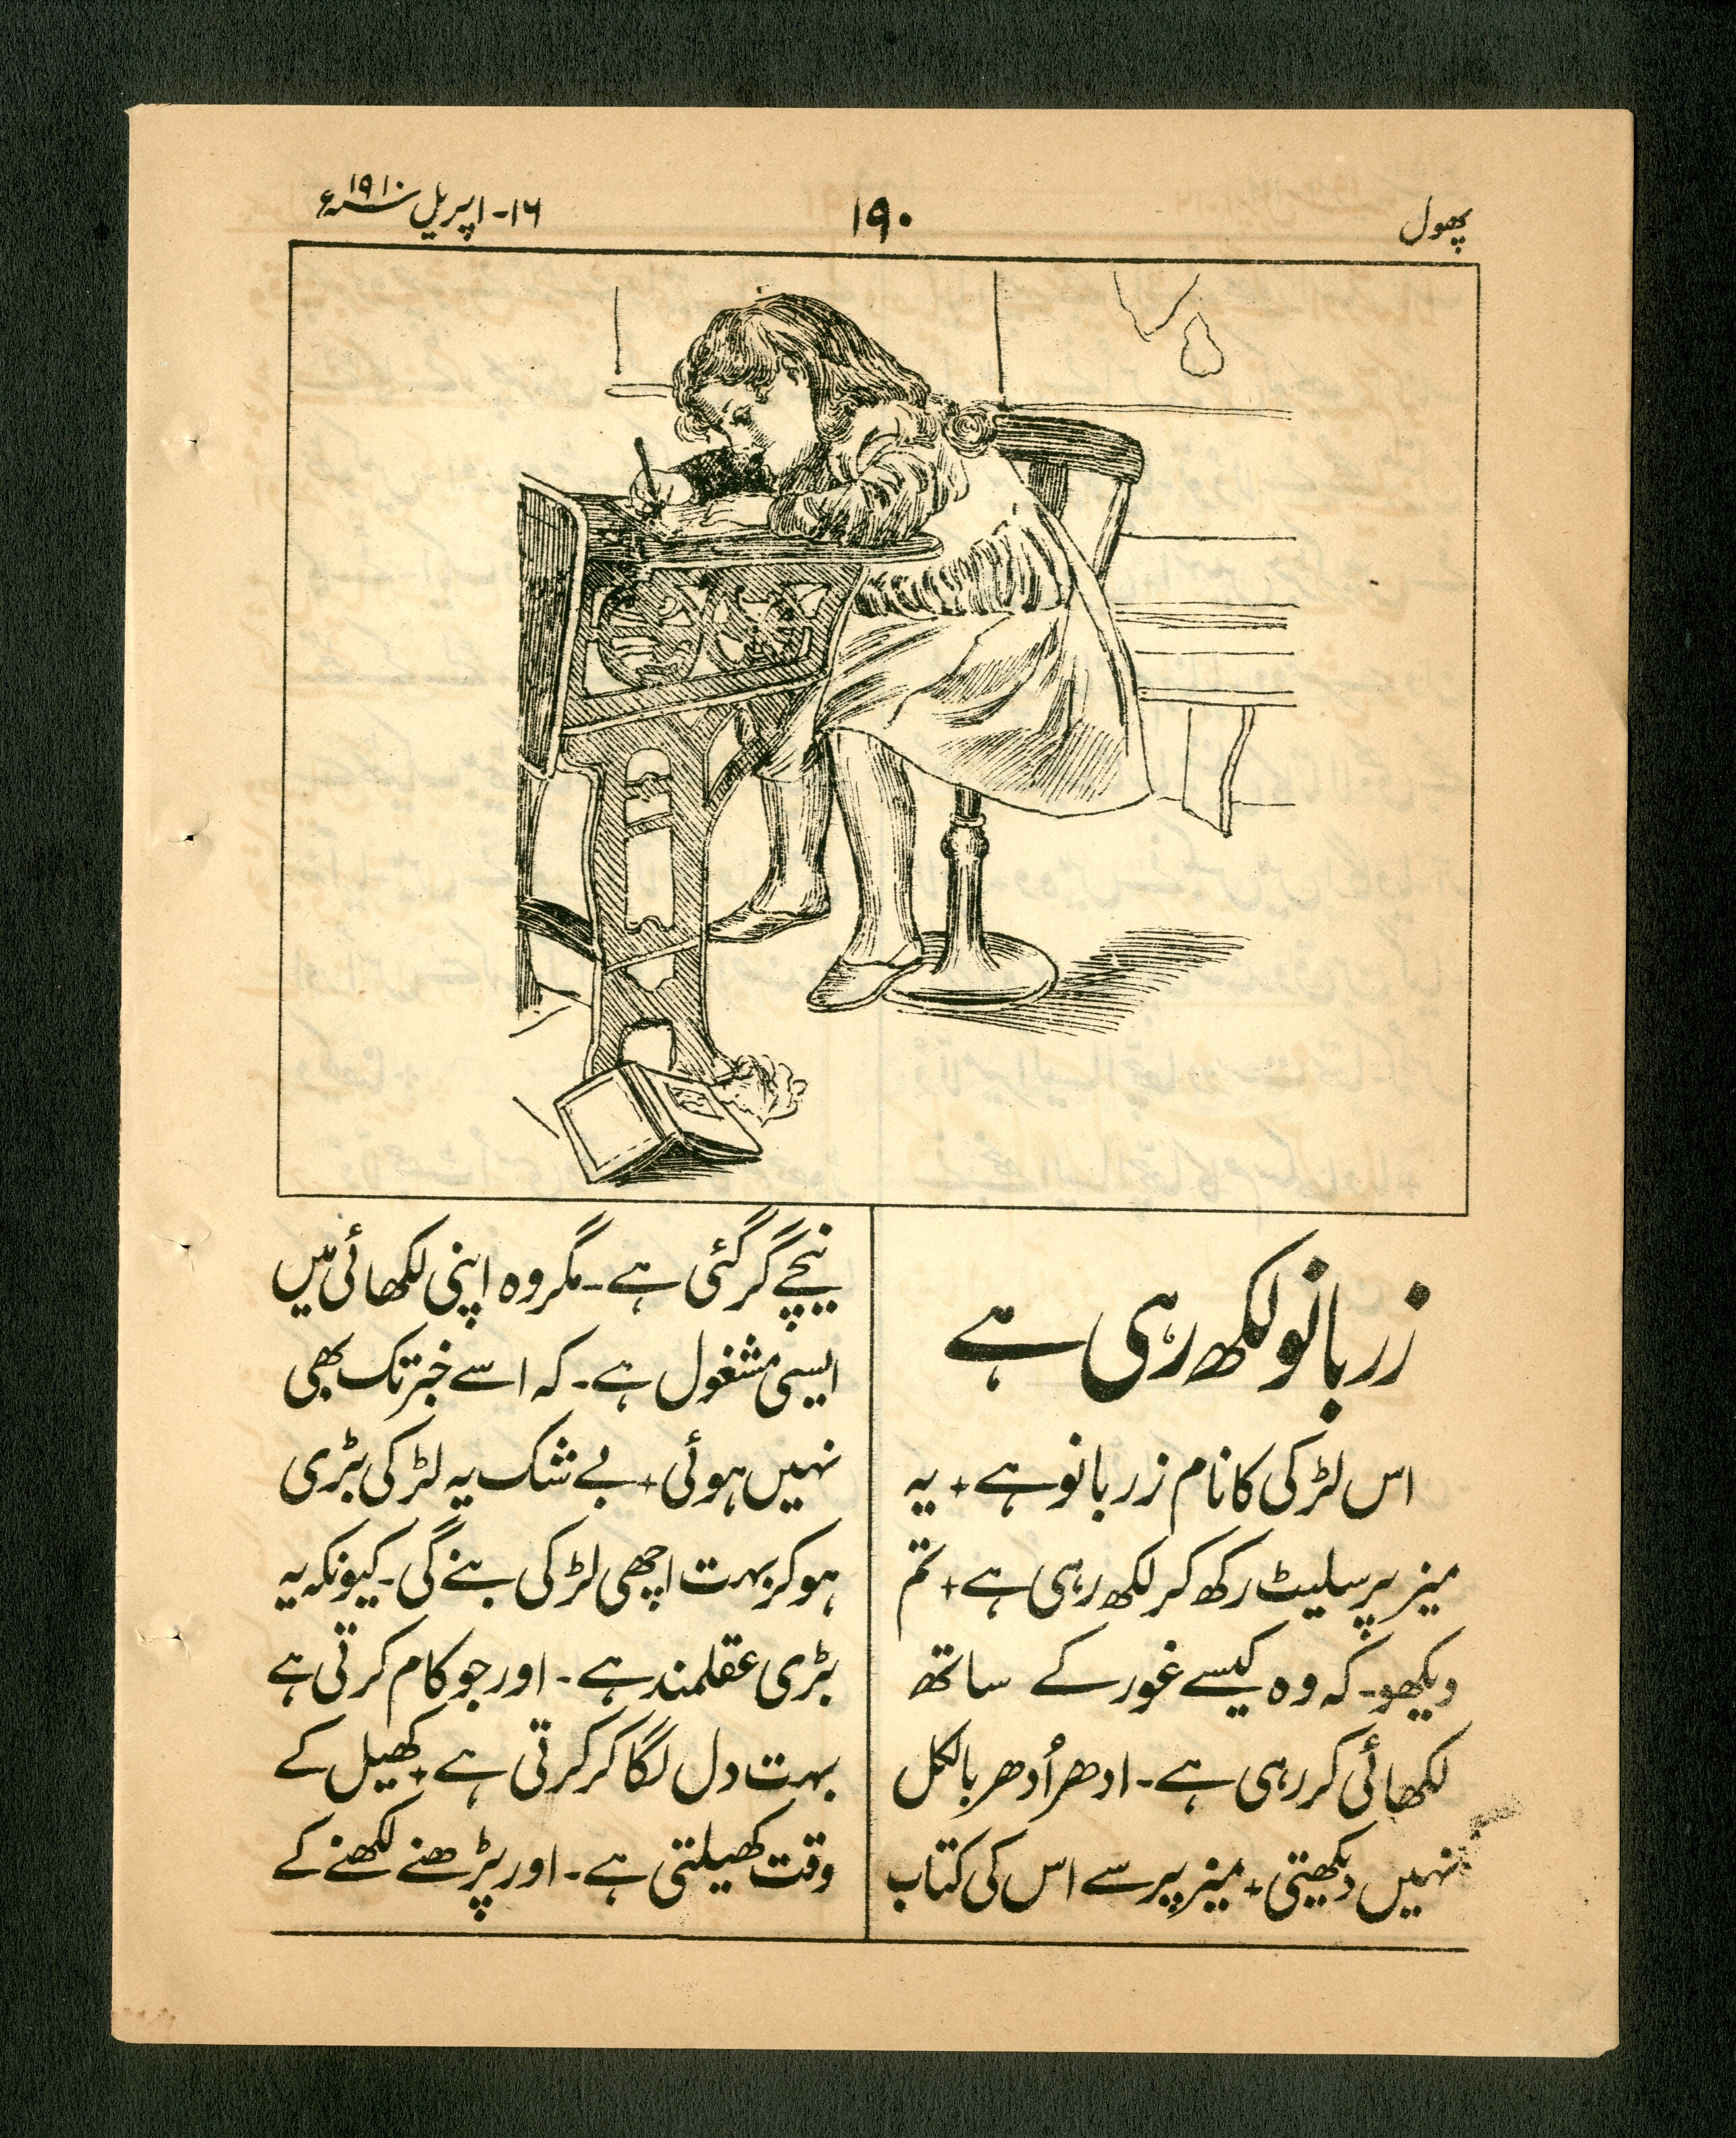 پھول
۱۹۰
۱۶- اپریل ۱۹۱۰ء
زر بانو لکھ رہی ہے
اس لڑکی کا نام زر بانو ہے + یہ
میز پر سلیٹ رکھ کر لکھ رہی ہے + تم
دیکھو۔ کہ وہ کیسے غور کے ساتھ
لکھائی کر رہی ہے۔ ادھر اُدھر بالکل
نہیں دیکھتی + میز پر سے اس کی کتاب
نیچے گر گئی ہے۔ مگر وہ اپنی لکھائی میں
ایسی مشغول ہے۔ کہ اسے خبر تک بھی
نہیں ہوئی + بے شک یہ لڑکی بڑی
ہو کر بہت اچھی لڑکی بنے گی۔ کیونکہ یہ
بڑی عقلمند ہے۔ اور جو کام کرتی ہے
بہت دل لگا کر کرتی ہے + کھیل کے
وقت کھیلتی ہے۔ اور پڑھنے لکھنے کے